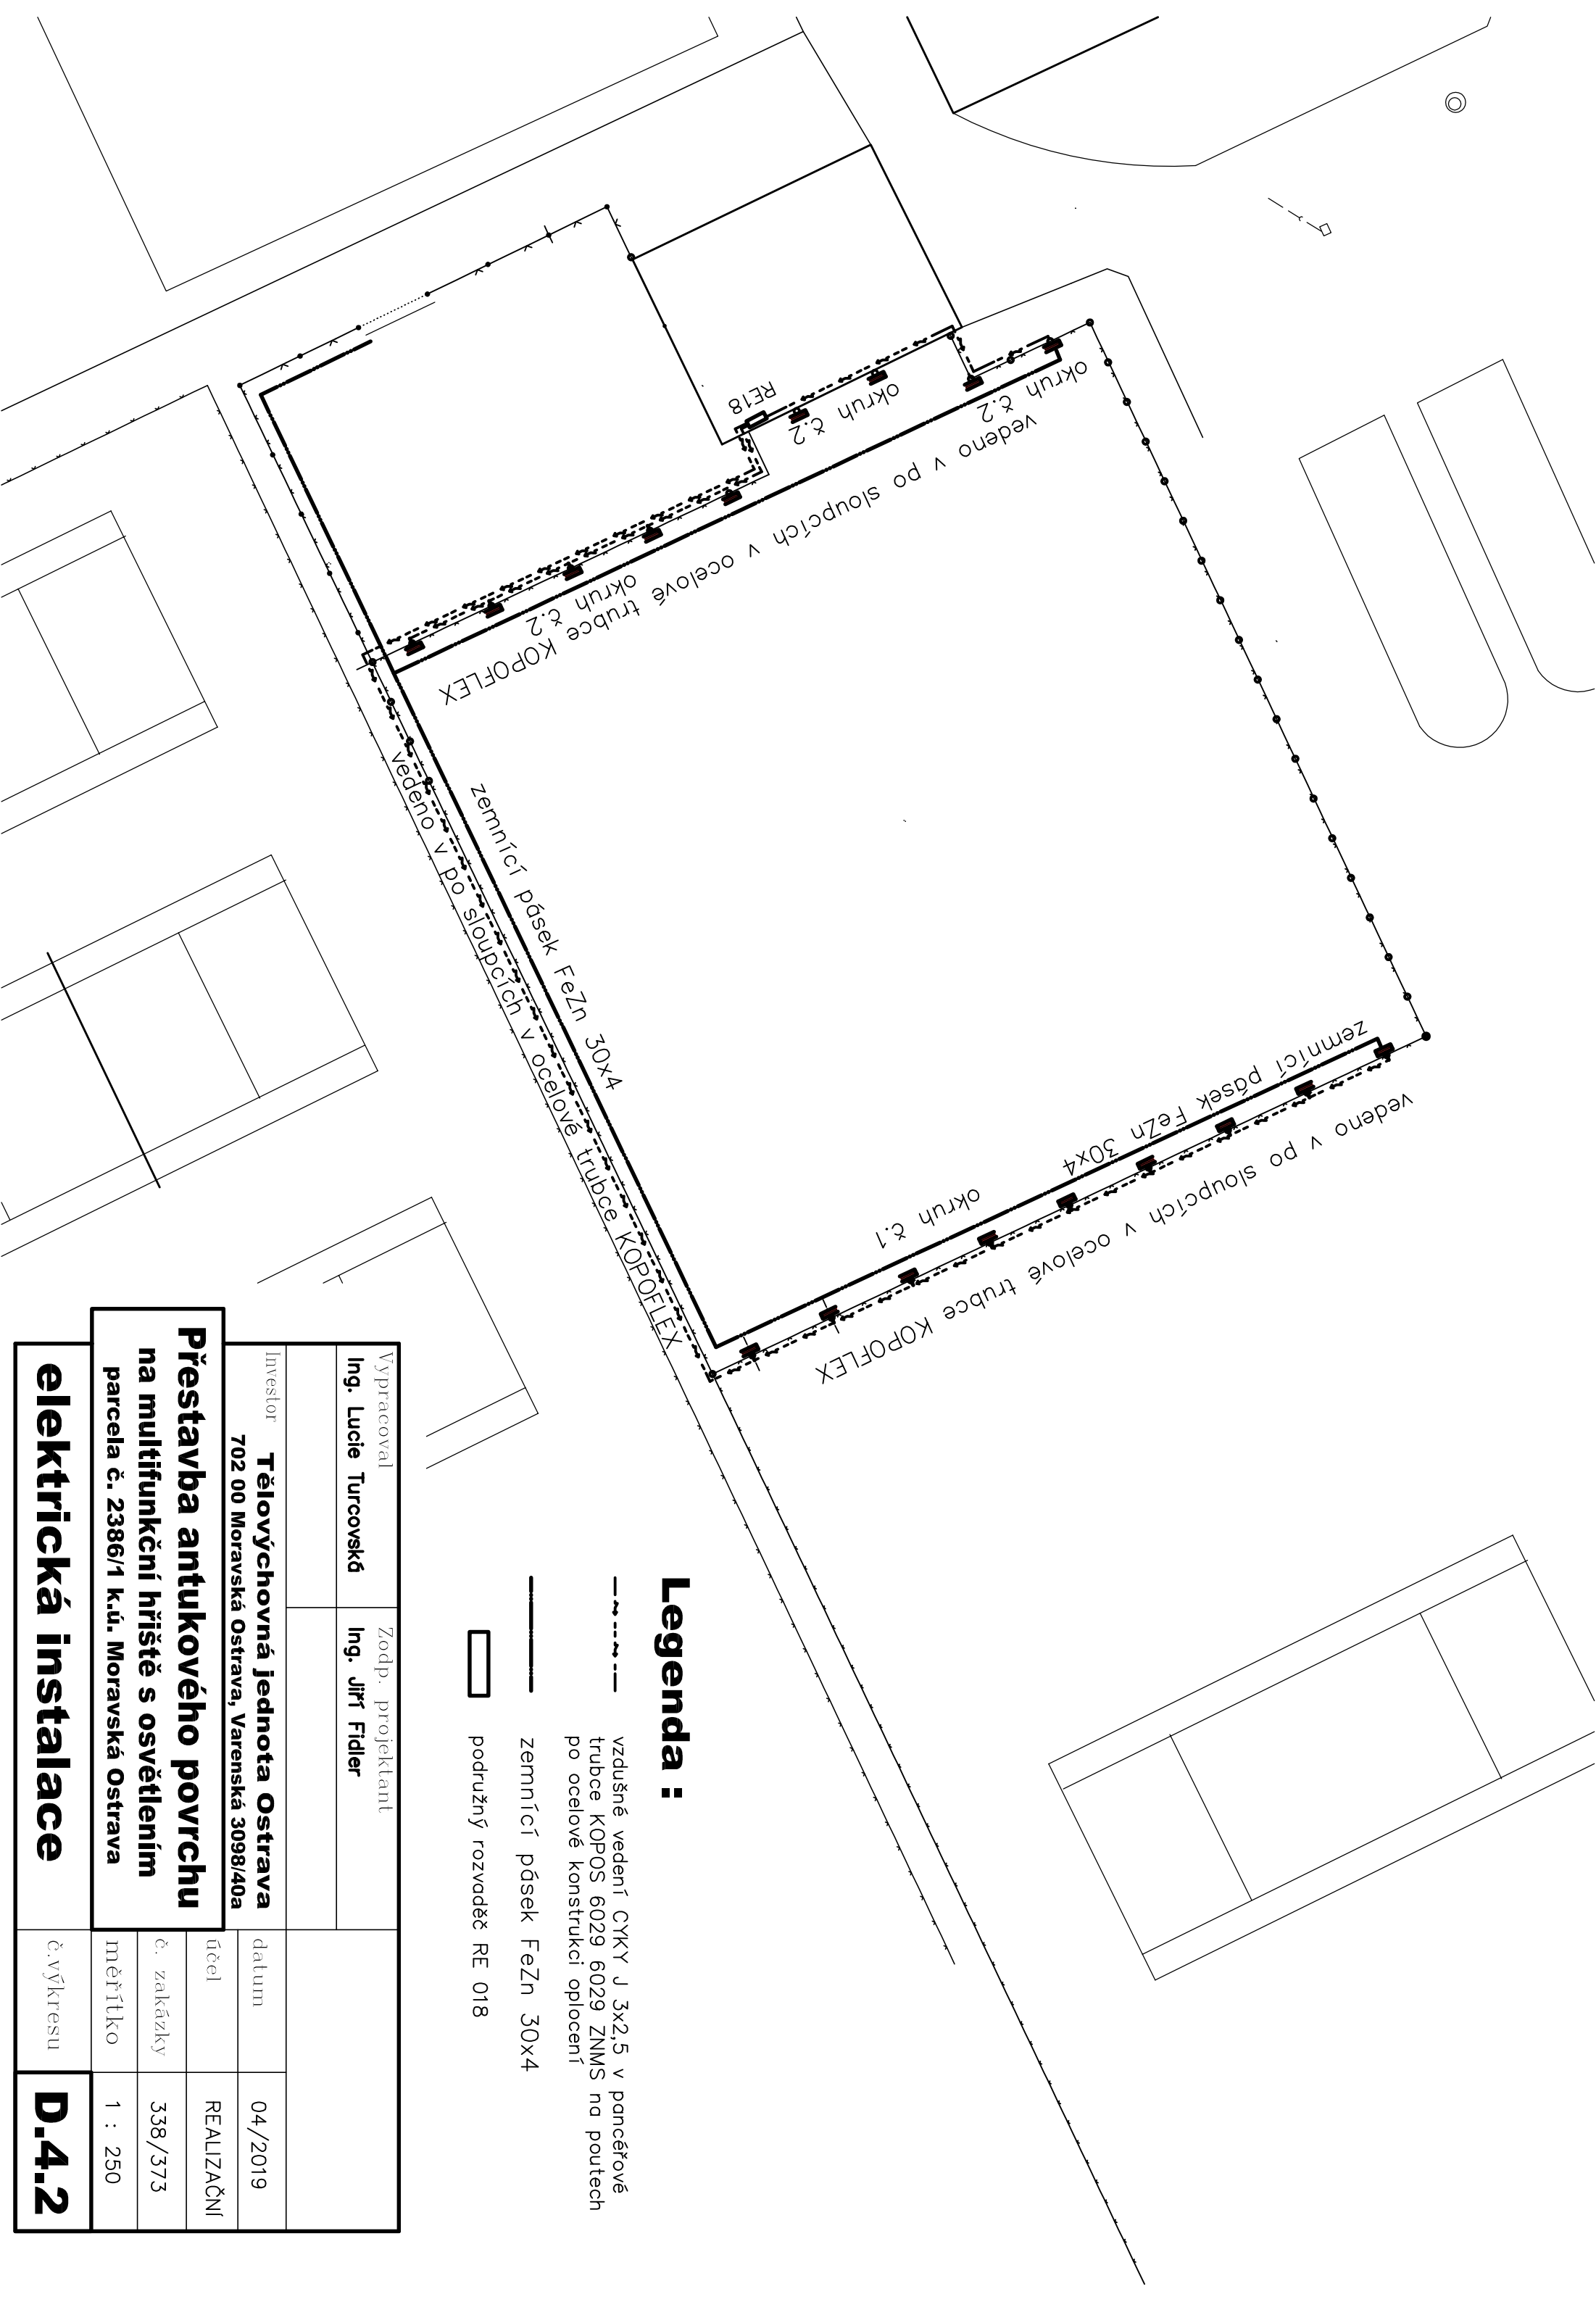 RE18
okruh č.2
okruh č.2
okruh č.2
vedeno v po sloupcích v ocelové trubce KOPOFLEX
vedeno v po sloupcích v ocelové trubce KOPOFLEX
zemnící pásek FeZn 30x4
zemnící pásek FeZn 30x4
okruh č.1
vedeno v po sloupcích v ocelové trubce KOPOFLEX
Legenda :
vzdušné vedení CYKY J 3x2,5 v pancéřové
trubce KOPOS 6029 6029 ZNMS na poutech
po ocelové konstrukci oplocení
zemnící pásek FeZn 30x4
podružný rozvaděč RE 018
Vypracoval
Ing. Lucie Turcovská
Zodp. projektant
Ing. Jiří Fidler
Investor
Tělovýchovná jednota Ostrava
702 00 Moravská Ostrava, Varenská 3098/40a
Přestavba antukového povrchu
na multifunkční hřiště s osvětlením
parcela č. 2386/1 k.ú. Moravská Ostrava
elektrická instalace
datum 04/2019
účel REALIZAČNÍ
č. zakázky 338/373
měřítko 1 : 250
č.výkresu D.4.2